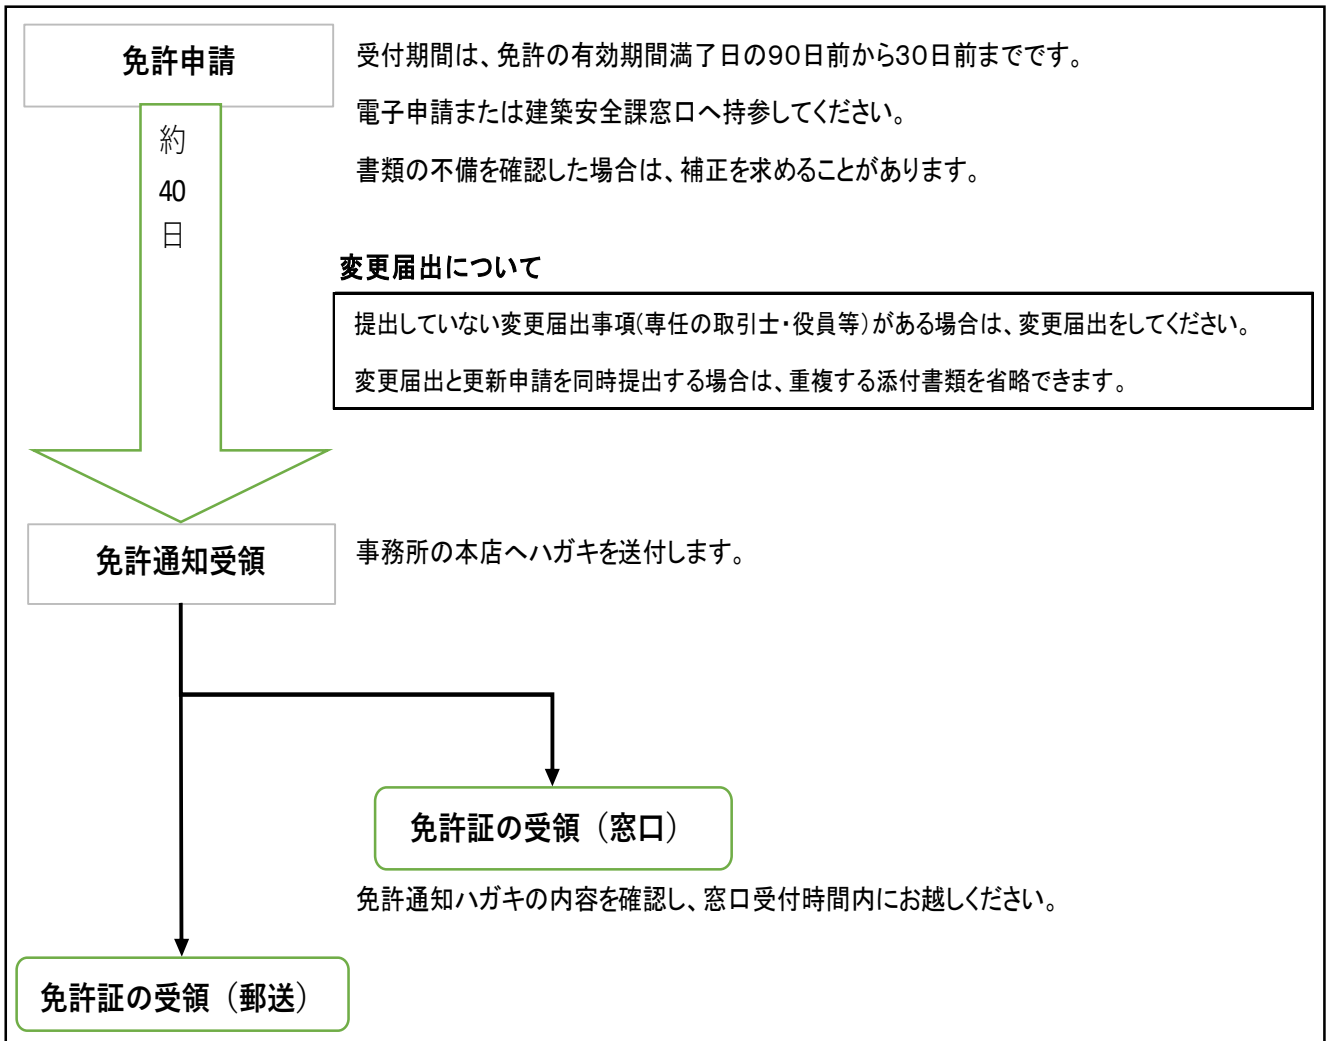 免許申請
受付期間は、免許の有効期間満了日の90日前から30日前までです。
電子申請または建築安全課窓口へ持参してください。
書類の不備を確認した場合は、補正を求めることがあります。
約
40
日
変更届出について
提出していない変更届出事項(専任の取引士・役員等)がある場合は、変更届出をしてください。
変更届出と更新申請を同時提出する場合は、重複する添付書類を省略できます。
免許通知受領
事務所の本店へハガキを送付します。
免許証の受領（窓口）
免許通知ハガキの内容を確認し、窓口受付時間内にお越しください。
免許証の受領（郵送）